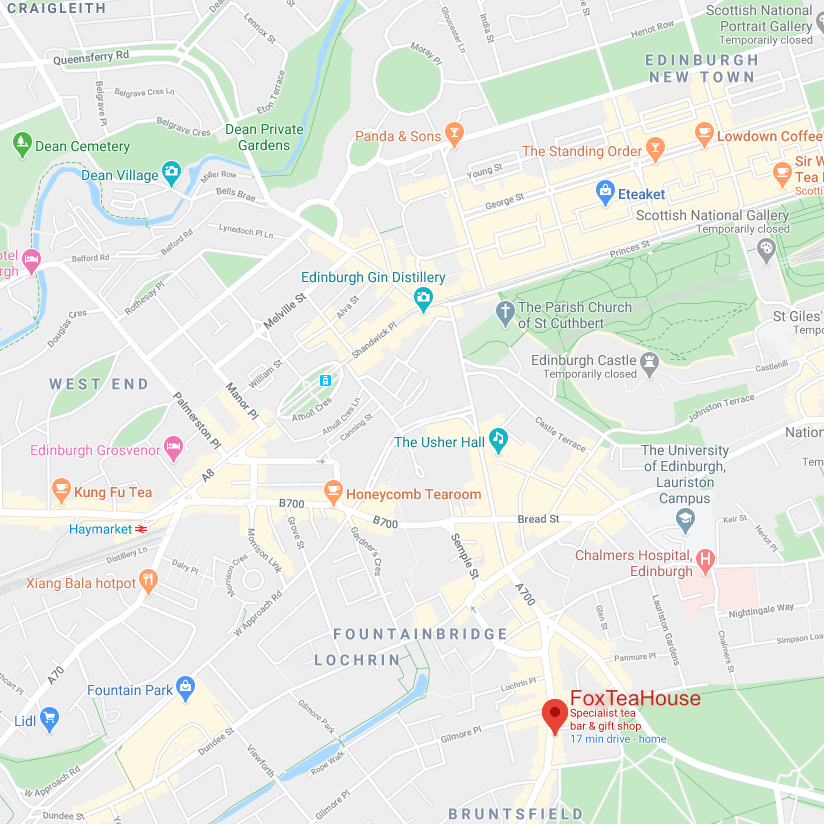 CRAIGLEITH
Lennox St
Gloucester Ln
India St
Heriot Row
Scottish National
Portrait Gallery
Temporarily closed
Queensferry Rd
Moray Pl
EDINBURGH
NEW TOWN
Belgrave Cres Ln
Belgrave Pl
Belgrave Cres
Eton Terrace
Dean Private
Gardens
Panda & Sons
Lowdown Coffee
The Standing Order
Dean Cemetery
Dean Village
Miller Row
Bells Brae
Young St
George St
Eteaket
Sir W
Tea
Scotti
Scottish National Gallery
Temporarily closed
Lynedoch Pl Ln
Belford Rd
Belford Rd
Princes St
otel
rgh
Edinburgh Gin Distillery
Rothesay Pl
Melville St
Alva St
The Parish Church
of St Cuthbert
St Giles'
Tempo
Douglas Cres
Shandwick Pl
Edinburgh Castle
Temporarily closed
Castlehill
William St
WEST END
Manor Pl
Palmerston Pl
Atholl Cres
Atholl Cres Ln
Canning St
Johnston Terrace
Castle Terrace
Nation
Edinburgh Grosvenor
The Usher Hall
The University
of Edinburgh,
Lauriston
Campus
Temp
A8
Kung Fu Tea
Honeycomb Tearoom
B700
B700
Bread St
Keir St
Heriot Pl
Haymarket
Distillery Ln
Grove St
Morrison Link
Gardner's Cres
Semple St
Dalry Pl
Morrison Cres
Chalmers Hospital,
Edinburgh
Xiang Bala hotpot
W Approach Rd
A700
Glen St
Lauriston Gardens
Nightingale Way
Chalmers St
Simpson Loa
FOUNTAINBRIDGE
LOCHRIN
Panmure Pl
A70
thcart Pl
Fountain Park
Lochrin Pl
FoxTeaHouse
Specialist tea
bar & gift shop
17 min drive - home
Lidl
Gilmore Park
Dundee St
Viewforth
Rope Walk
Gilmore Pl
W Approach Rd
Dundee St
Gilmore Pl
BRUNTSFIELD